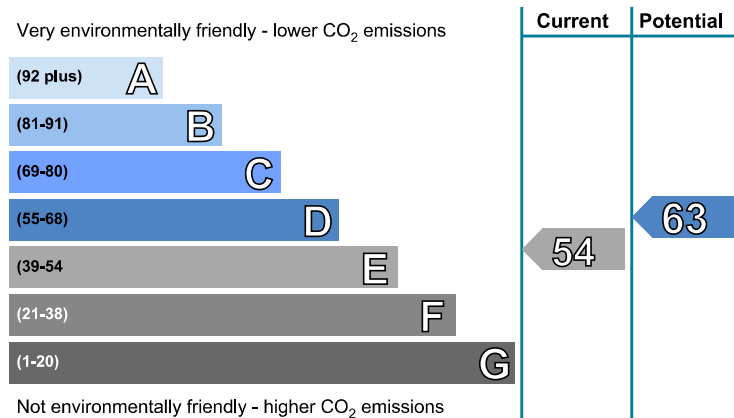 Current Potential
Very environmentally friendly - lower CO₂ emissions
(92 plus) A
(81-91) B
(69-80) C
(55-68) D
63
(39-54 E
54
(21-38) F
(1-20) G
Not environmentally friendly - higher CO₂ emissions